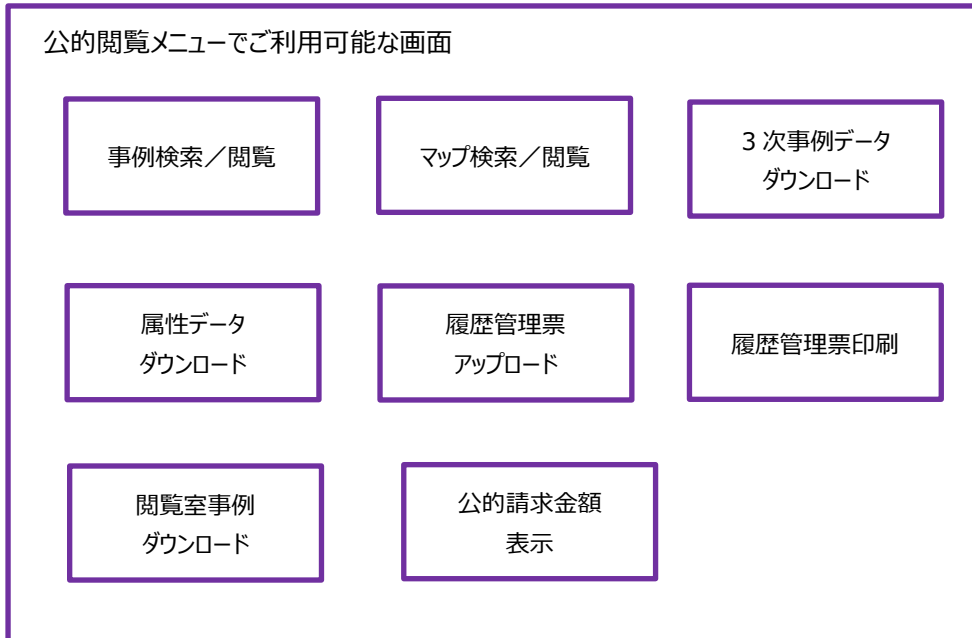 公的閲覧メニューでご利用可能な画面
事例検索／閲覧
マップ検索／閲覧
３次事例データ
ダウンロード
属性データ
ダウンロード
履歴管理票
アップロード
履歴管理票印刷
閲覧室事例
ダウンロード
公的請求金額
表示